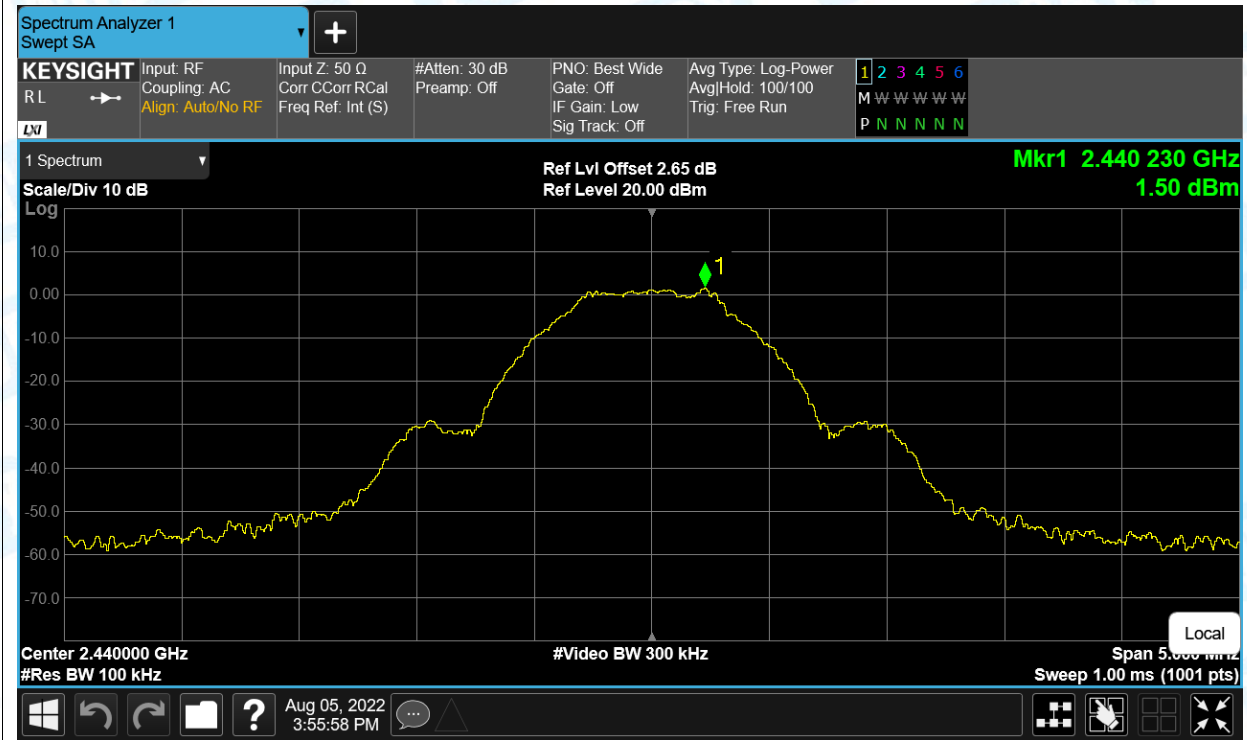 Spectrum Analyzer 1
Swept SA
KEYSIGHT
R L
LXI
Input: RF
Coupling: AC
Align: Auto/No RF
Input Z: 50 Ω
Corr CCorr RCal
Freq Ref: Int (S)
#Atten: 30 dB
Preamp: Off
PNO: Best Wide
Gate: Off
IF Gain: Low
Sig Track: Off
Avg Type: Log-Power
Avg|Hold: 100/100
Trig: Free Run
1 2 3 4 5 6
M W W W W W W
P N N N N N N
1 Spectrum
Scale/Div 10 dB
Log
Ref Lvl Offset 2.65 dB
Ref Level 20.00 dBm
Mkr1 2.440 230 GHz
1.50 dBm
1
10.0
0.00
-10.0
-20.0
-30.0
-40.0
-50.0
-60.0
-70.0
Local
Center 2.440000 GHz
#Video BW 300 kHz
Span 5.000 MHz
#Res BW 100 kHz
Sweep 1.00 ms (1001 pts)
?
Aug 05, 2022
3:55:58 PM